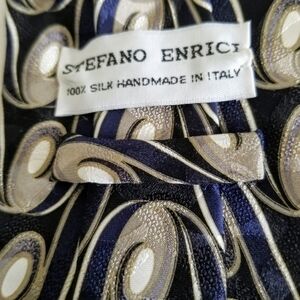 STEFANO ENRICI
100% SILK HANDMADE IN ITALY